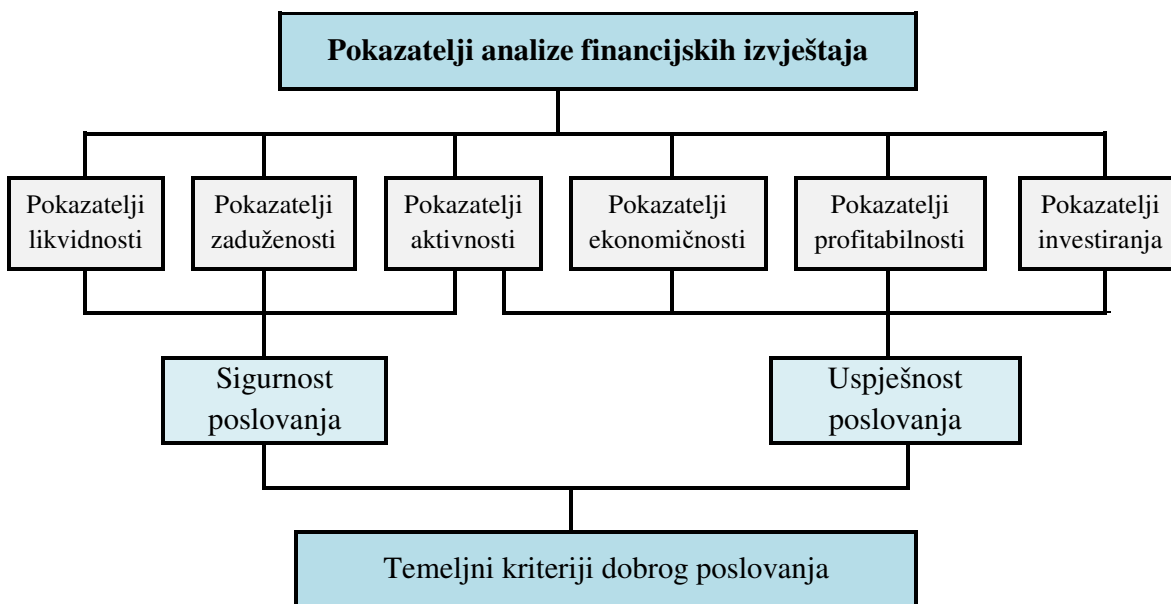 Pokazatelji analize financijskih izvještaja
Pokazatelji
likvidnosti
Pokazatelji
zaduženosti
Pokazatelji
aktivnosti
Pokazatelji
ekonomičnosti
Pokazatelji
profitabilnosti
Pokazatelji
investiranja
Sigurnost
poslovanja
Uspješnost
poslovanja
Temeljni kriteriji dobrog poslovanja